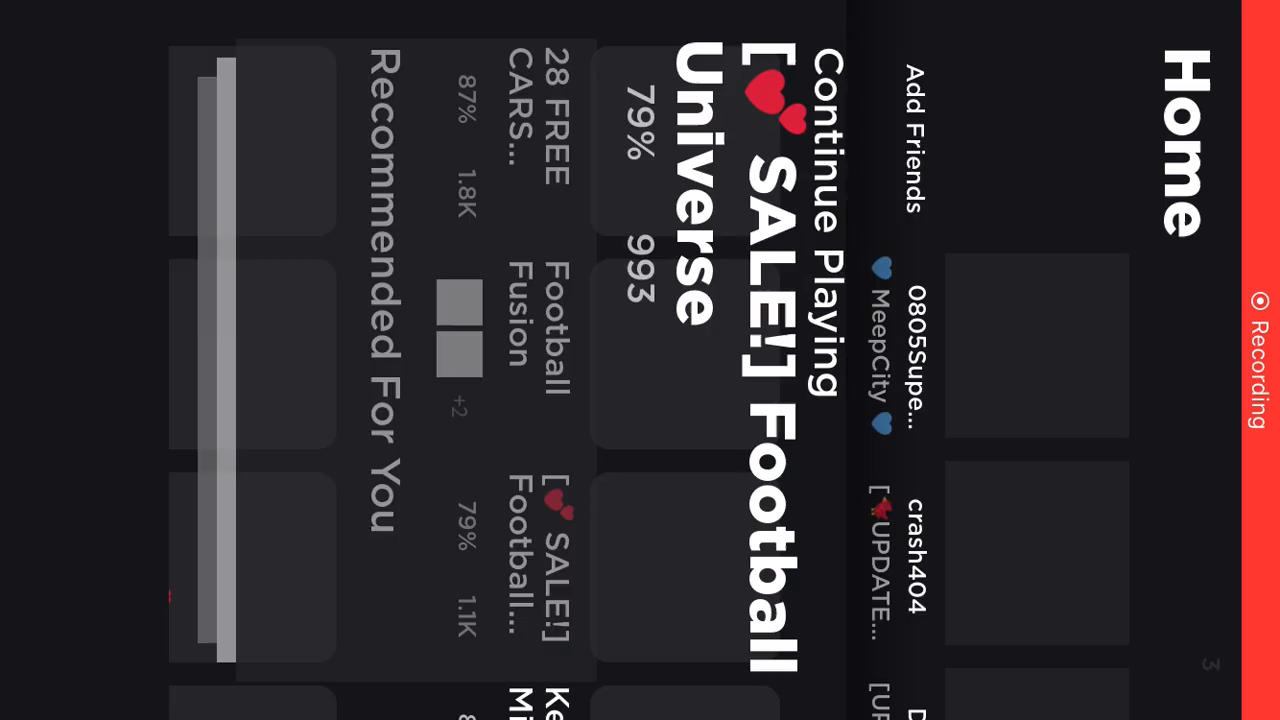 Recording
Home
3
Add Friends
0805Supe...
crash404
💙 MeepCity 💙
UPDATE...
Continue Playing
[💕 SALE!] Football
Universe
79% 993
28 FREE
CARS...
Football
Fusion
[💕 SALE!]
Football...
87% 1.8K
+2
79% 1.1K
Recommended For You